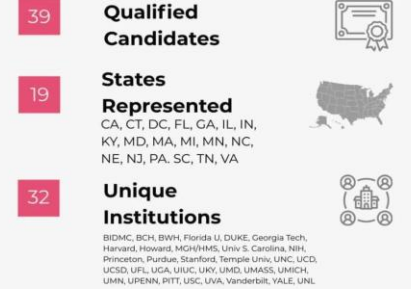 39
Qualified
Candidates
19
States
Represented
CA, CT, DC, FL, GA, IL, IN,
KY, MD, MA, MI, MN, NC,
NE, NJ, PA. SC, TN, VA
32
Unique
Institutions
BIDMC, BCH, BWH, Florida U, DUKE, Georgia Tech,
Harvard, Howard, MGH/HMS, Univ S. Carolina, NIH,
Princeton, Purdue, Stanford, Temple Univ, UNC, UCD,
UCSD, UFL, UGA, UIUC, UKY, UMD, UMASS, UMICH,
UMN, UPENN, PITT, USC, UVA, Vanderbilt, YALE, UNL